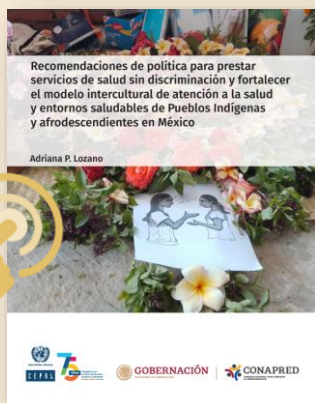 Recomendaciones de política para prestar
servicios de salud sin discriminación y fortalecer
el modelo intercultural de atención a la salud
y entornos saludables de Pueblos Indígenas
y afrodescendientes en México
Adriana P. Lozano
CEPAL
75
GOBERNACIÓN
CONAPRED